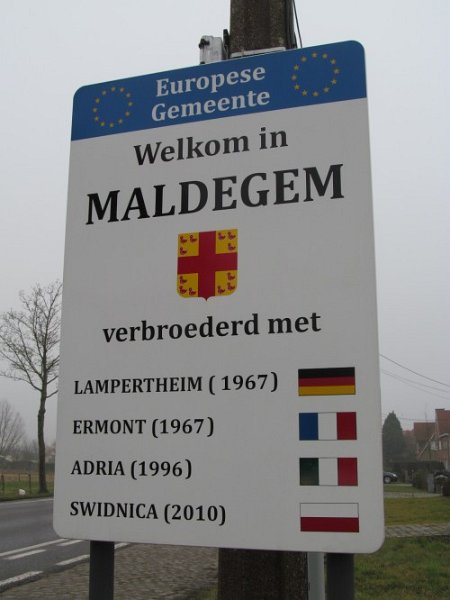 Europese
Gemeente
Welkom in
MALDEGEM
verbroederd met
LAMPERTHEIM ( 1967)
ERMONT (1967)
ADRIA (1996)
SWIDNICA (2010)